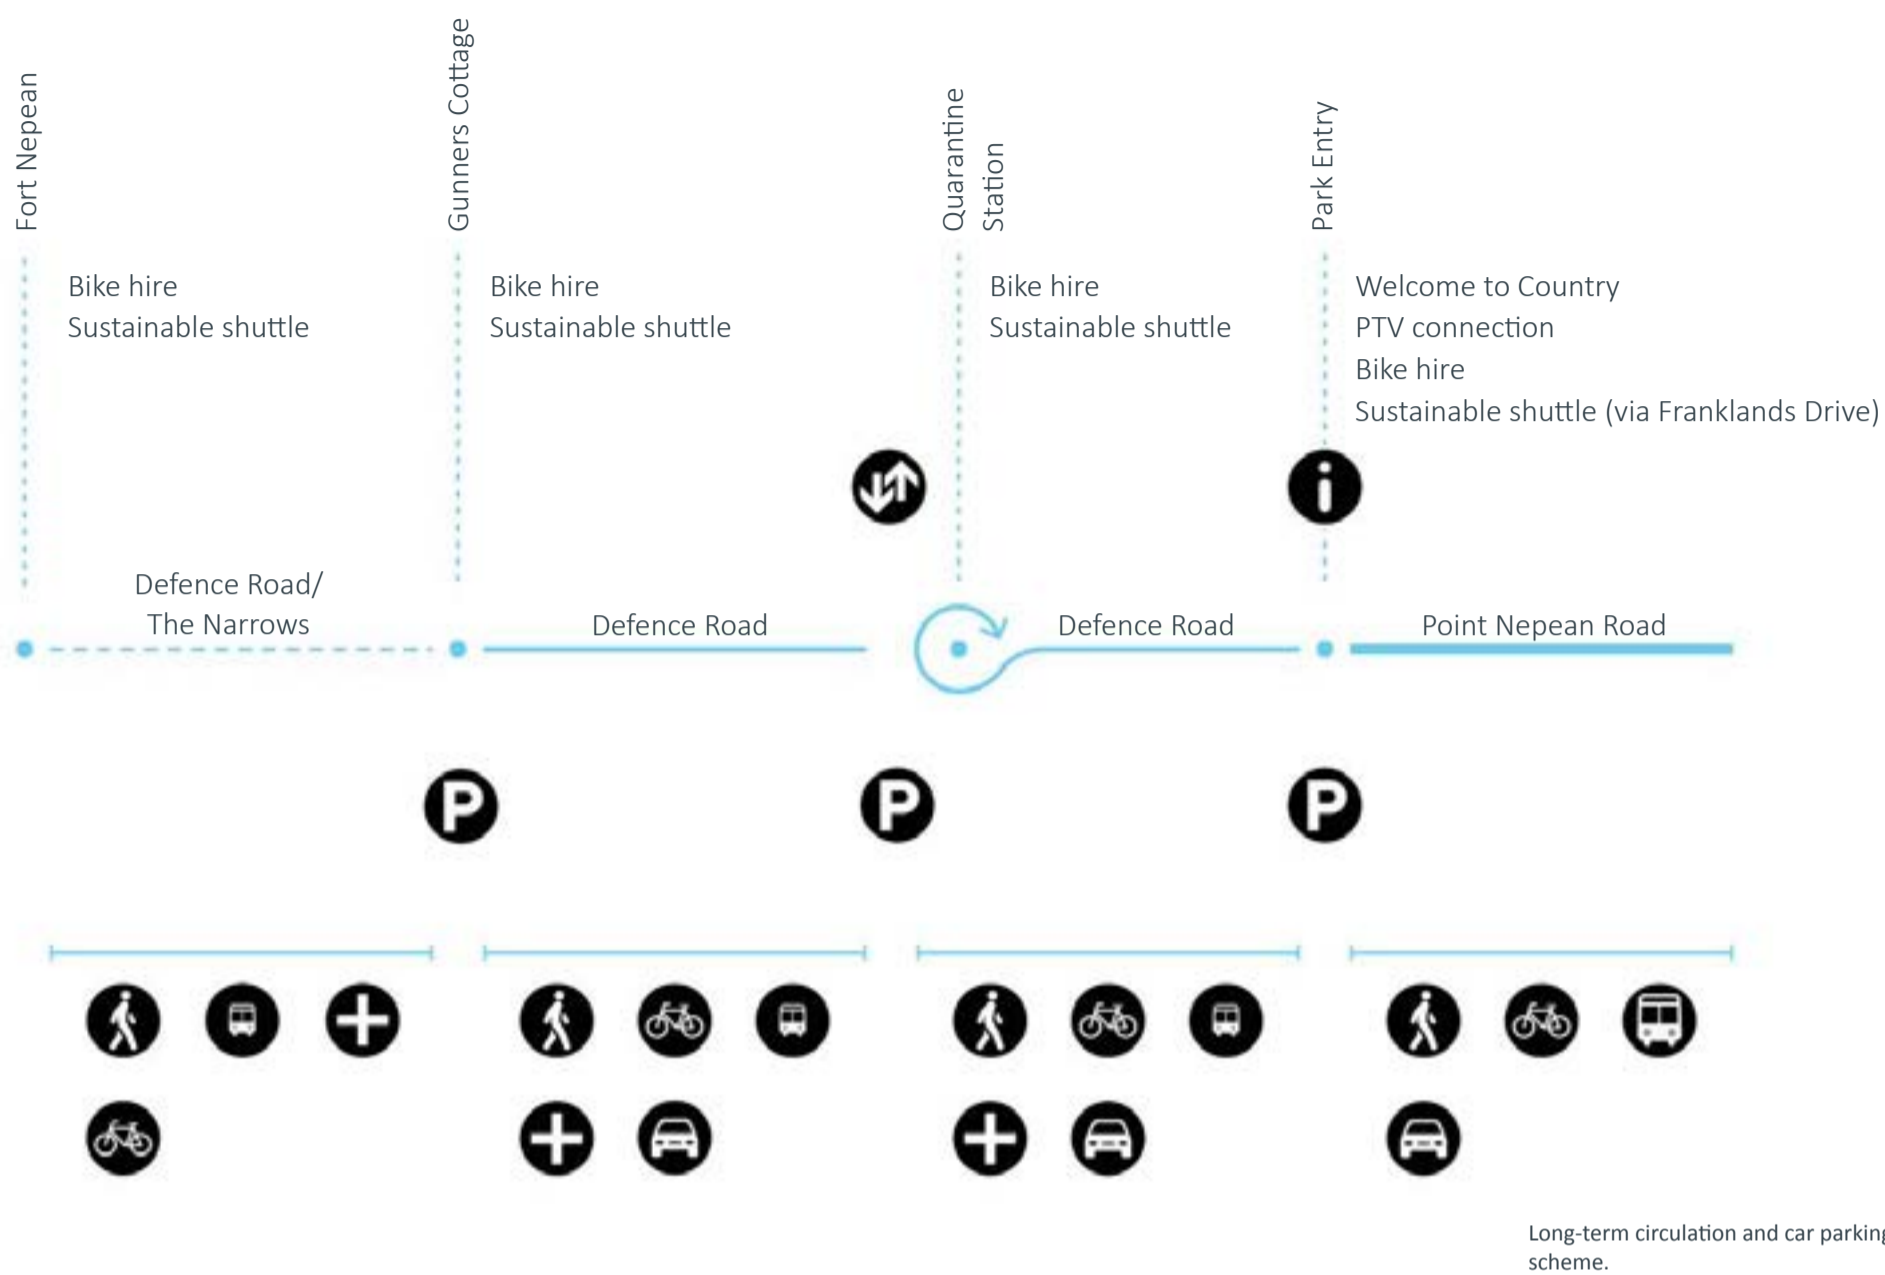 Fort Nepean
Gunners Cottage
Quarantine
Station
Park Entry
Bike hire
Sustainable shuttle
Bike hire
Sustainable shuttle
Bike hire
Sustainable shuttle
Welcome to Country
PTV connection
Bike hire
Sustainable shuttle (via Franklands Drive)
i
Defence Road/
The Narrows
Defence Road
Defence Road
Point Nepean Road
P
P
P
Long-term circulation and car parking
scheme.